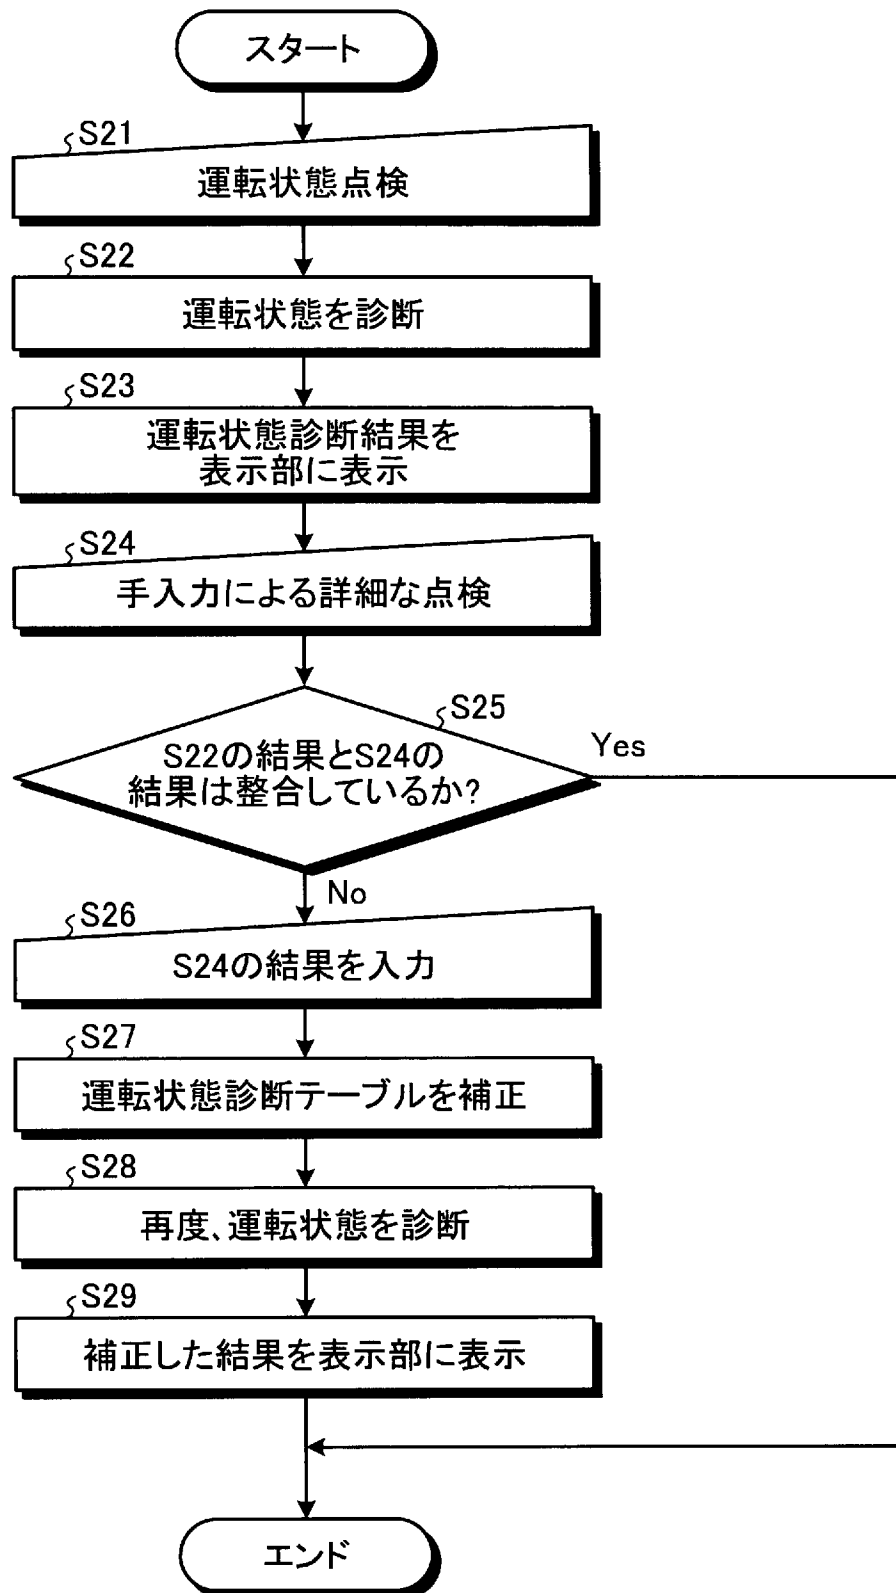 スタート
S21
運転状態点検
S22
運転状態を診断
S23
運転状態診断結果を
表示部に表示
S24
手入力による詳細な点検
S25
S22の結果とS24の
結果は整合しているか?
Yes
No
S26
S24の結果を入力
S27
運転状態診断テーブルを補正
S28
再度、運転状態を診断
S29
補正した結果を表示部に表示
エンド